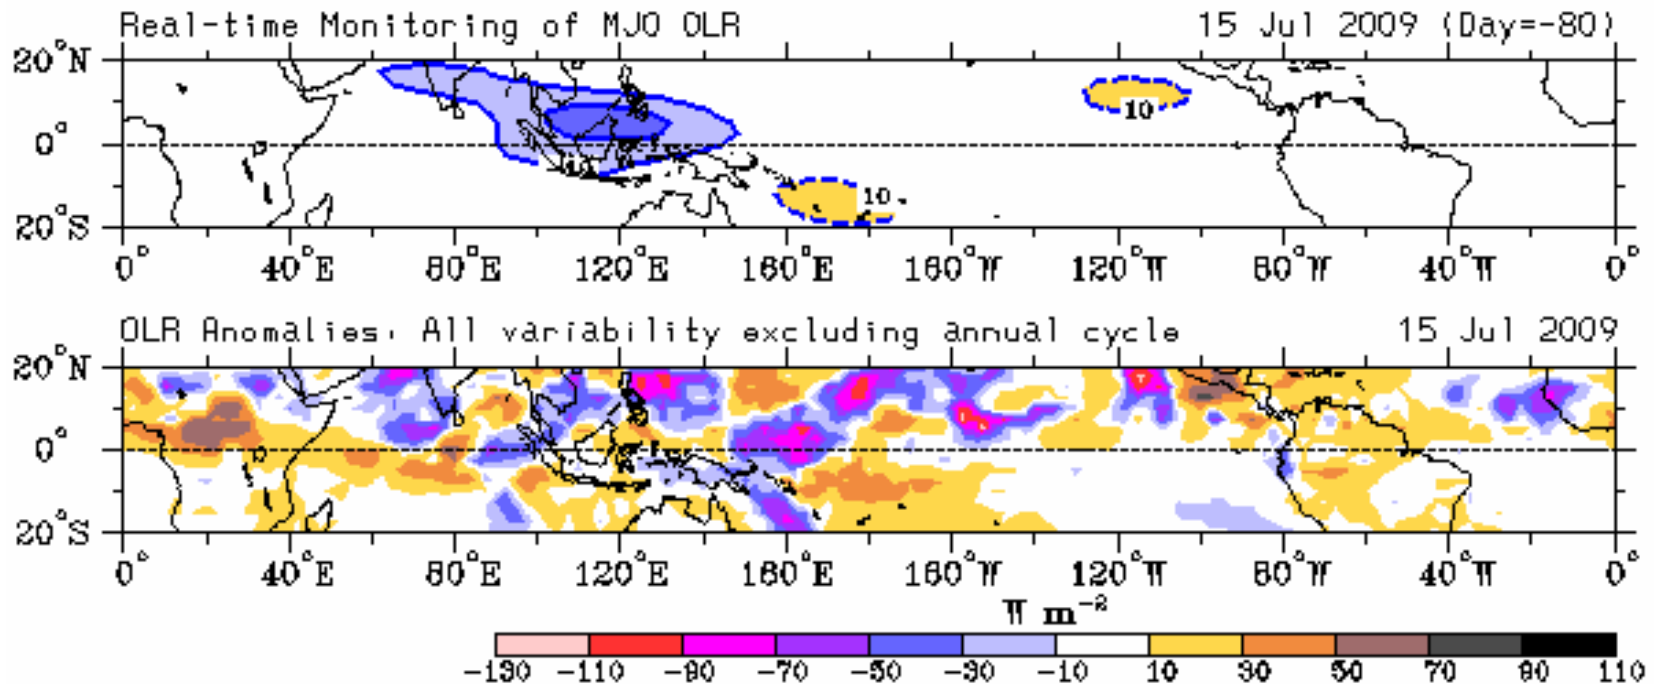 Real-time Monitoring of MJO OLR 15 Jul 2009 (Day=-80)
20°N
10
0°
10
20°S
0° 40°E 80°E 120°E 160°E 160°W 120°W 80°W 40°W 0°
OLR Anomalies, All variability excluding annual cycle 15 Jul 2009
20°N
0°
20°S
0° 40°E 80°E 120°E 160°E 160°W 120°W 80°W 40°W 0°
W m⁻²
-130 -110 -90 -70 -50 -30 -10 10 30 50 70 90 110